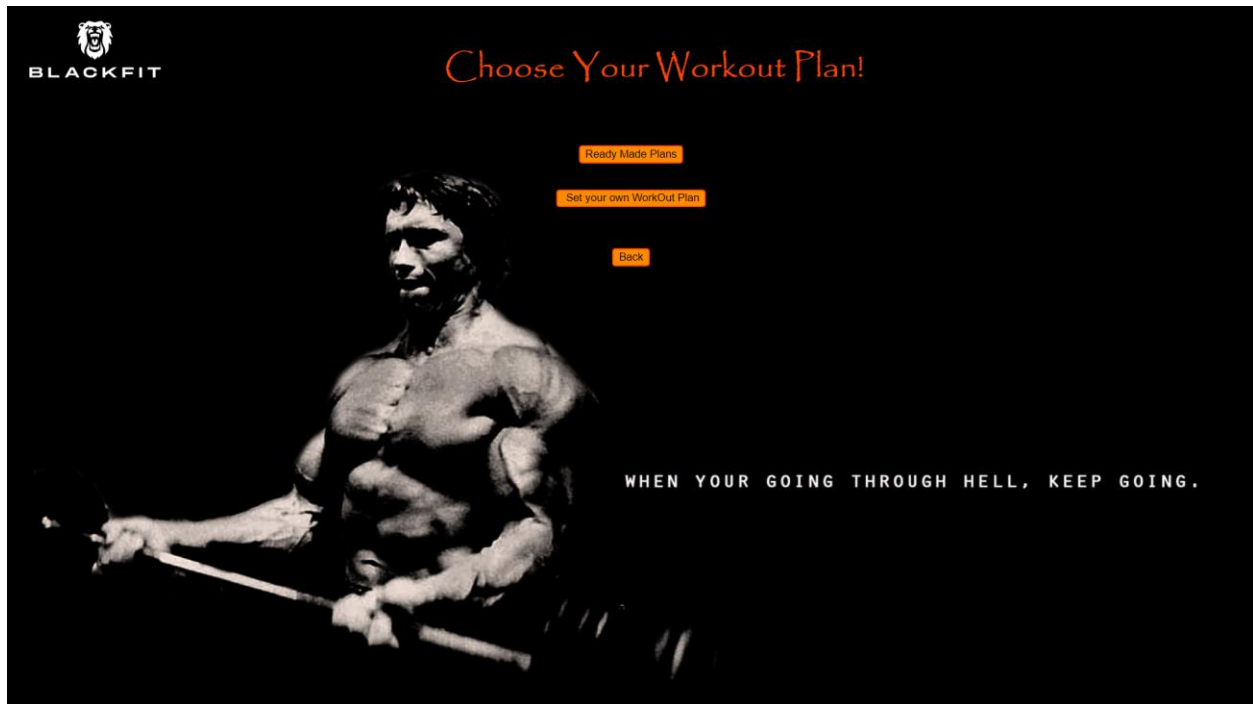 BLACKFIT
Choose Your Workout Plan!
Ready Made Plans
Set your own WorkOut Plan
Back
WHEN YOUR GOING THROUGH HELL, KEEP GOING.